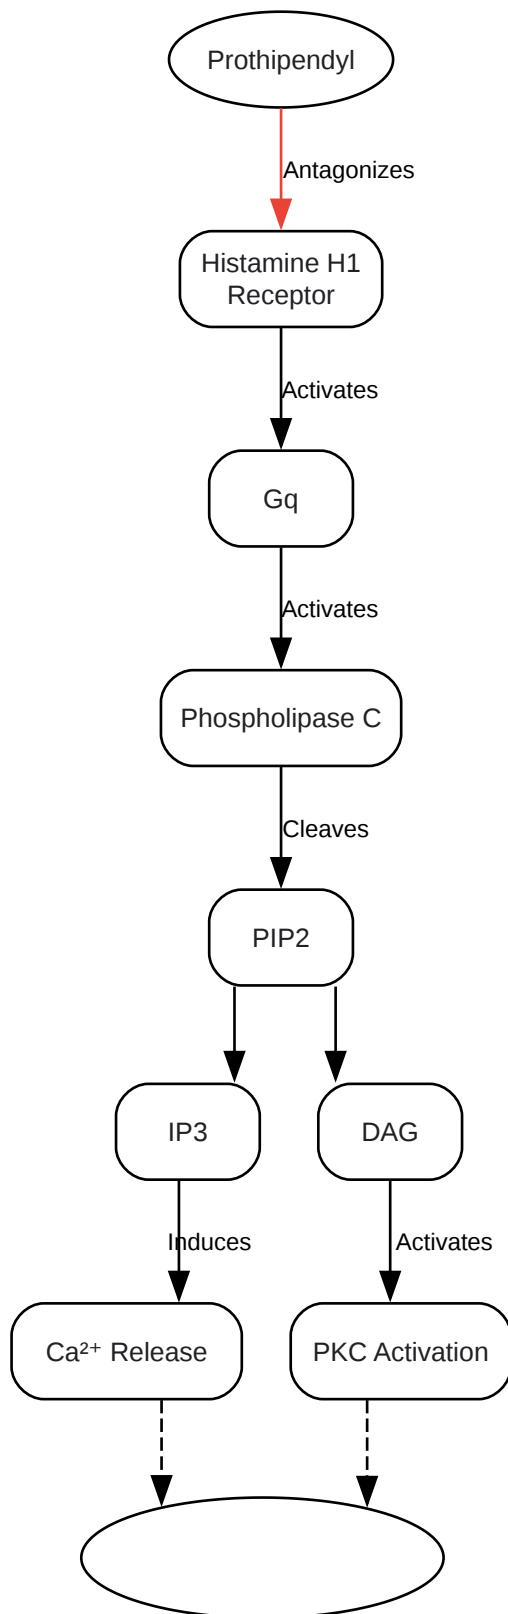 Prothipendyl
Antagonizes
Histamine H1
Receptor
Activates
Gq
Activates
Phospholipase C
Cleaves
PIP2
IP3
DAG
Induces
Activates
Ca²⁺ Release
PKC Activation